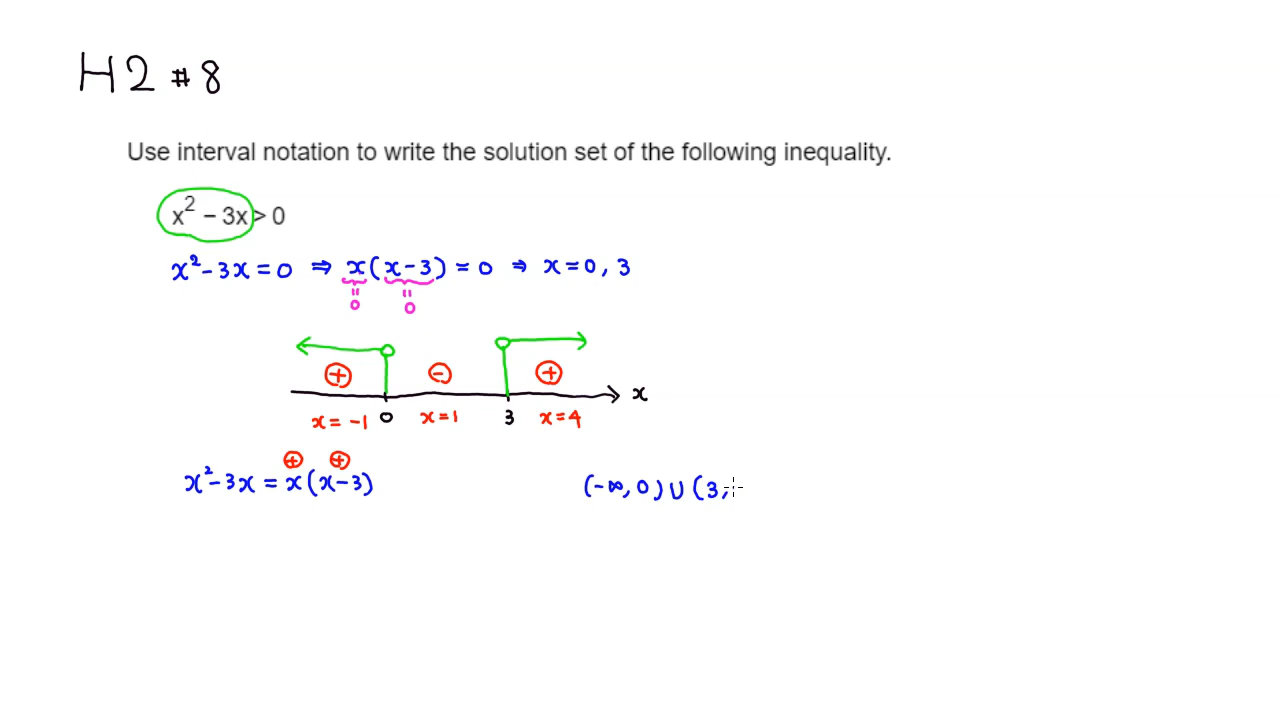 H2 #8
Use interval notation to write the solution set of the following inequality.
x² − 3x > 0
x² - 3x = 0 ⇒ x(x-3) = 0 ⇒ x = 0, 3
" "
0 0
+ - +
x
x = -1 0 x = 1 3 x = 4
+ +
x² - 3x = x(x-3) (-∞, 0) ∪ (3,